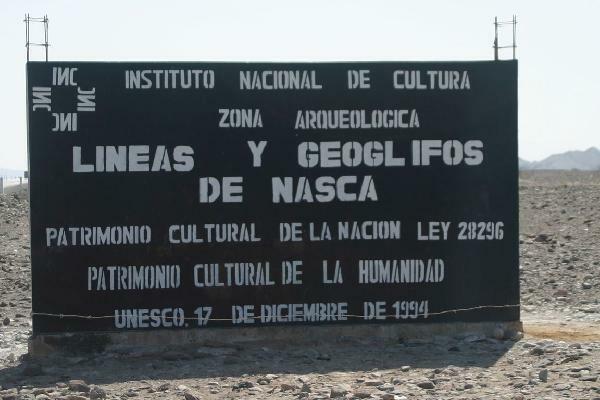 INC INC INC INC
INSTITUTO NACIONAL DE CULTURA
ZONA ARQUEOLOGICA
LINEAS Y GEOGLIFOS
DE NASCA
PATRIMONIO CULTURAL DE LA NACION LEY 28296
PATRIMONIO CULTURAL DE LA HUMANIDAD
UNESCO. 17 DE DICIEMBRE DE 1994